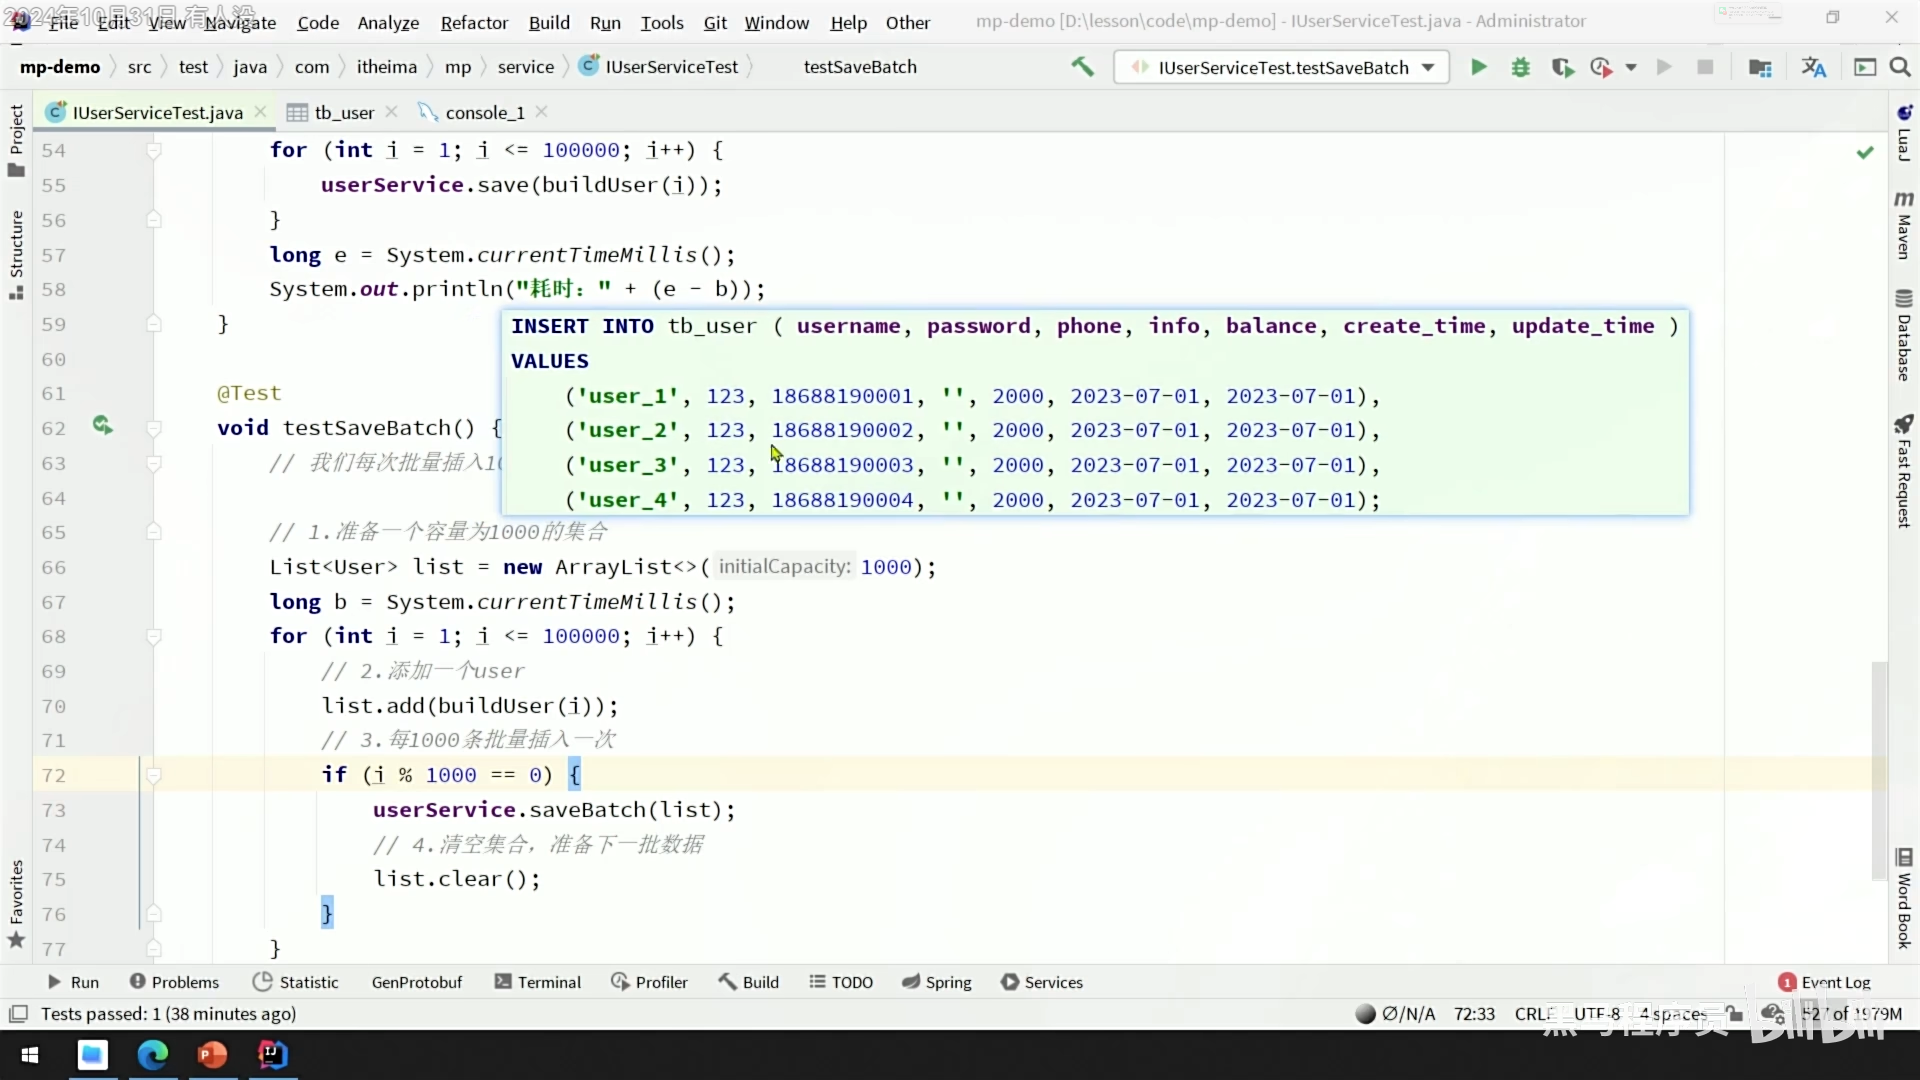 2024年10月31日 有人没
File Edit View Navigate Code Analyze Refactor Build Run Tools Git Window Help Other mp-demo [D:\lesson\code\mp-demo] - IUserServiceTest.java - Administrator
mp-demo src test java com itheima mp service IUserServiceTest testSaveBatch IUserServiceTest.testSaveBatch
IUserServiceTest.java tb_user console_1
Project
Structure
Favorites
54 for (int i = 1; i <= 100000; i++) {
55 userService.save(buildUser(i));
56 }
57 long e = System.currentTimeMillis();
58 System.out.println("耗时：" + (e - b));
59 }
60
61 @Test
62 void testSaveBatch() {
63 // 我们每次批量插入10
64
65 // 1.准备一个容量为1000的集合
66 List<User> list = new ArrayList<>( initialCapacity: 1000);
67 long b = System.currentTimeMillis();
68 for (int i = 1; i <= 100000; i++) {
69 // 2.添加一个user
70 list.add(buildUser(i));
71 // 3.每1000条批量插入一次
72 if (i % 1000 == 0) {
73 userService.saveBatch(list);
74 // 4.清空集合，准备下一批数据
75 list.clear();
76 }
77 }
INSERT INTO tb_user ( username, password, phone, info, balance, create_time, update_time )
VALUES
('user_1', 123, 18688190001, '', 2000, 2023-07-01, 2023-07-01),
('user_2', 123, 18688190002, '', 2000, 2023-07-01, 2023-07-01),
('user_3', 123, 18688190003, '', 2000, 2023-07-01, 2023-07-01),
('user_4', 123, 18688190004, '', 2000, 2023-07-01, 2023-07-01);
LuaJ
Maven
Database
Fast Request
Word Book
Run Problems Statistic GenProtobuf Terminal Profiler Build TODO Spring Services 1 Event Log
Tests passed: 1 (38 minutes ago) Ø/N/A 72:33 CRLF UTF-8 4 spaces 527 of 1979M
黑马程序员 bilibili